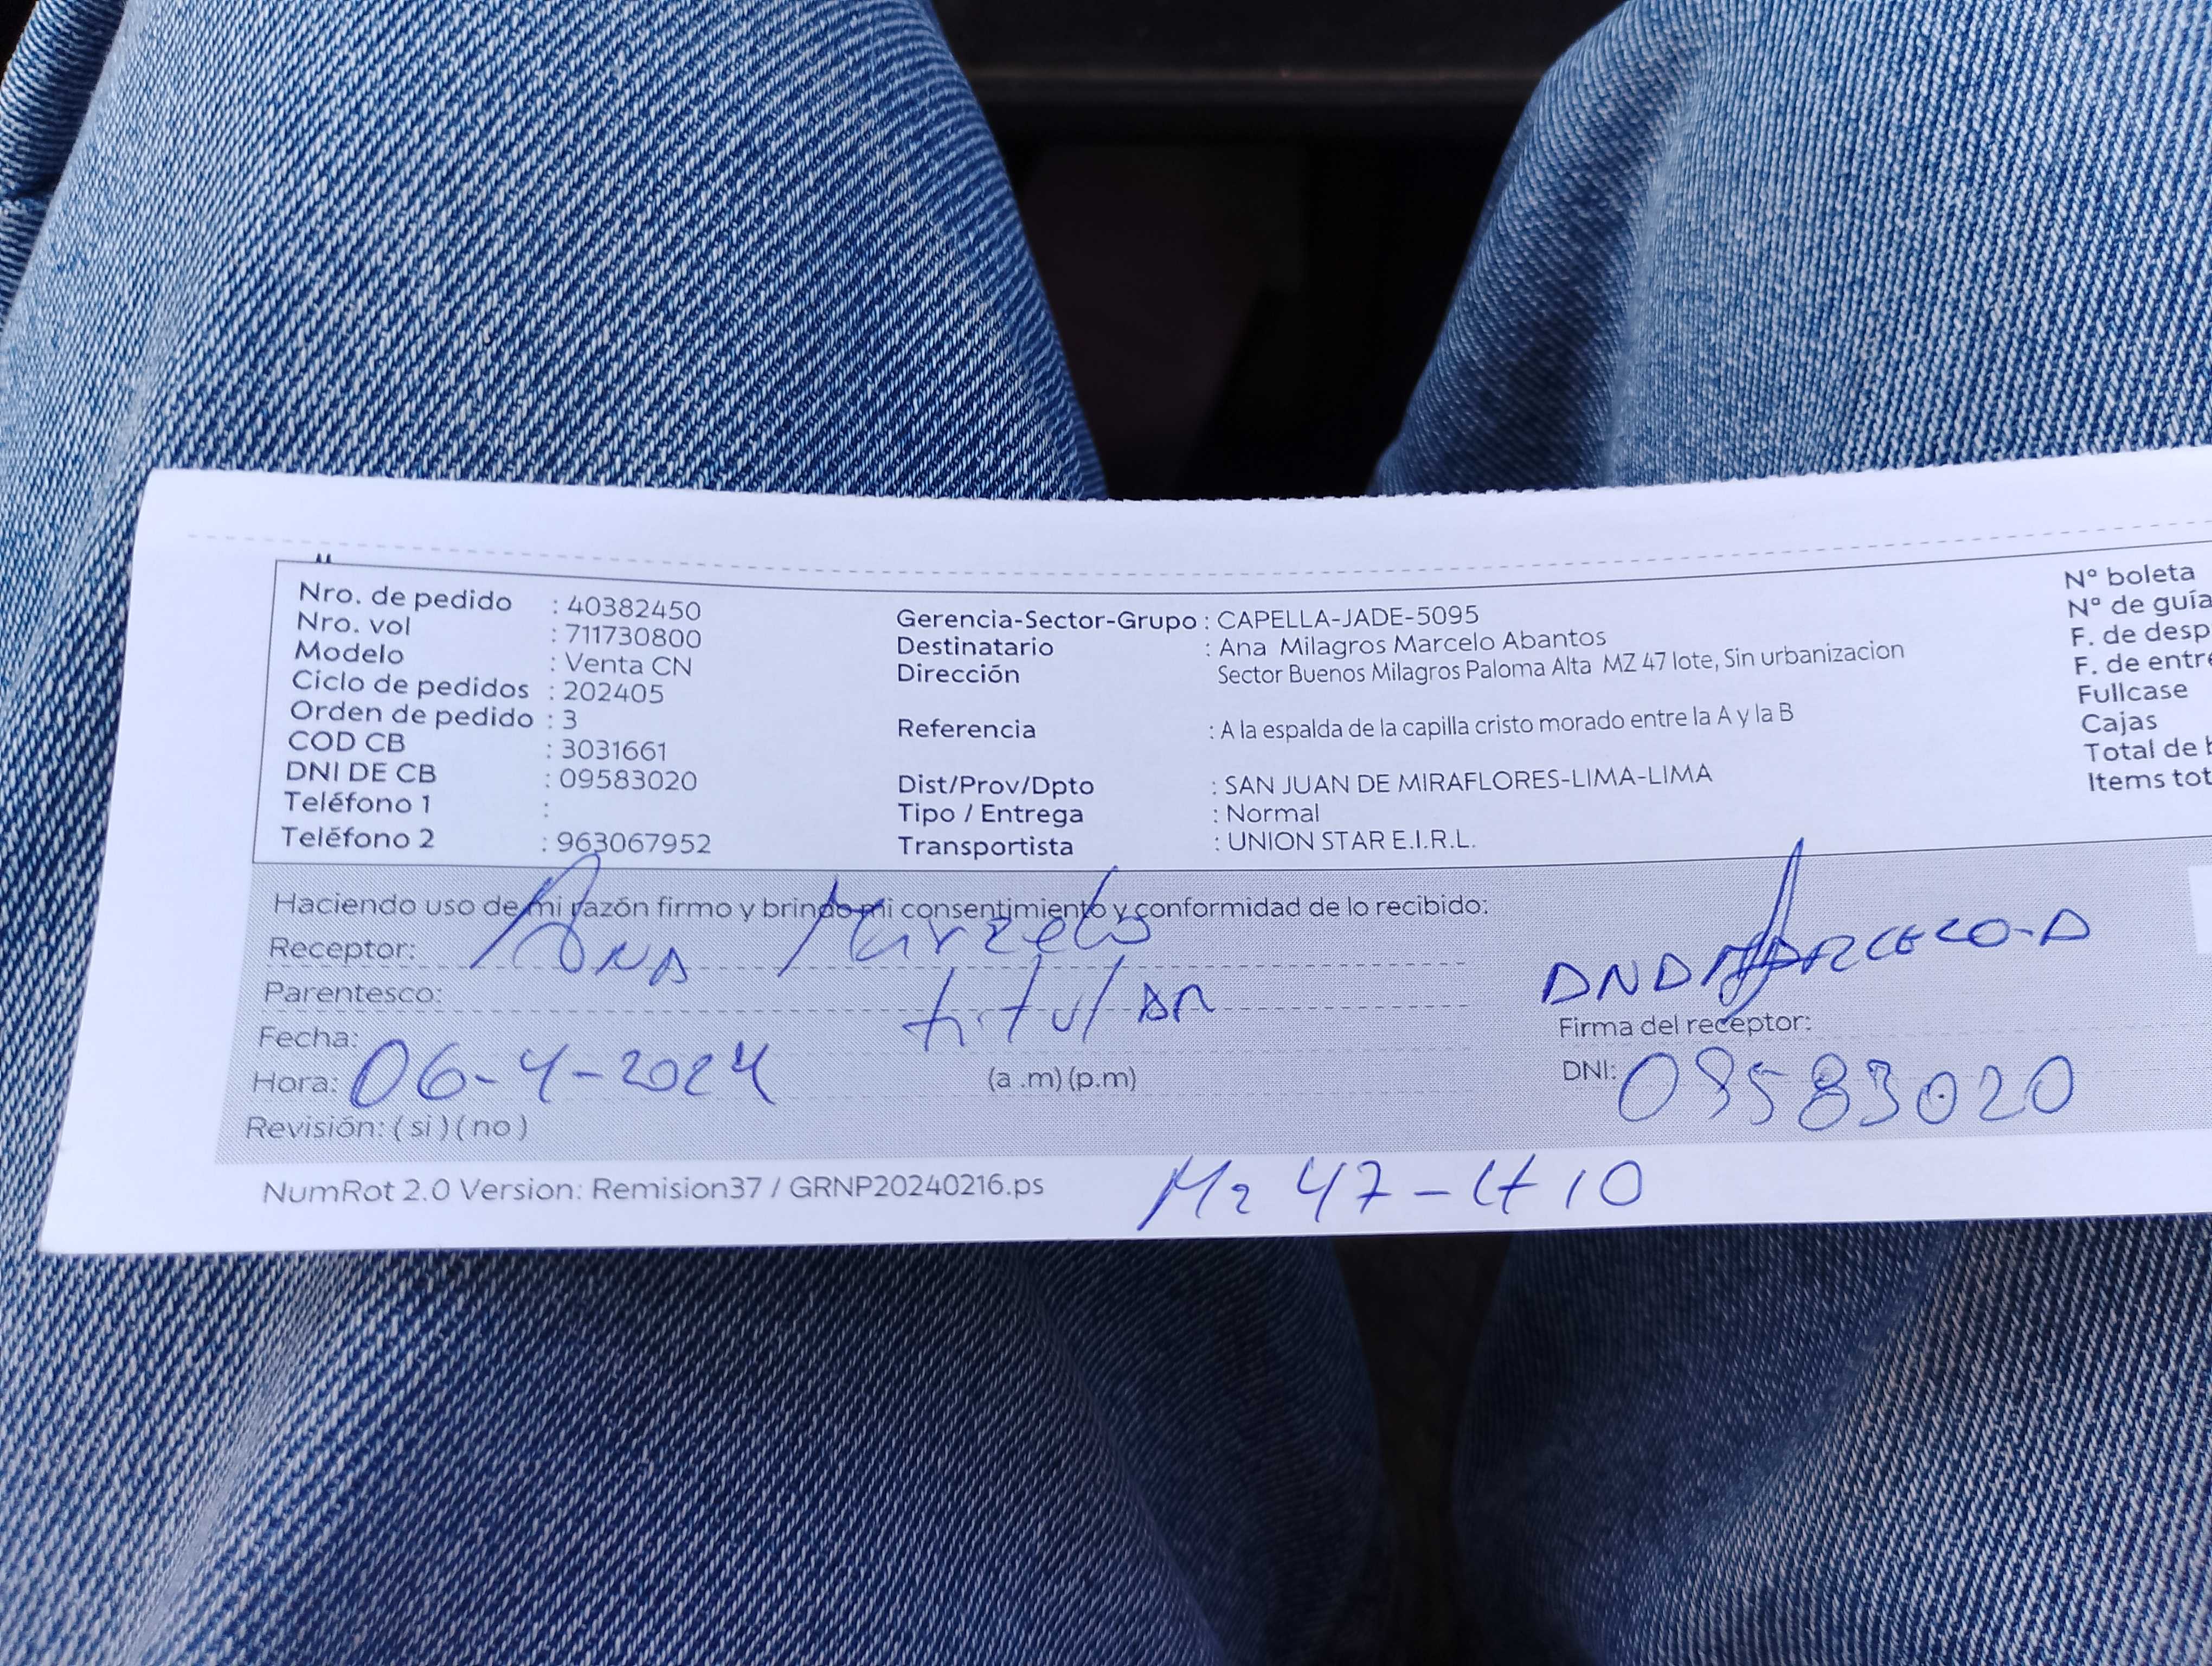 Nro. de pedido : 40382450
Nro. vol : 711730800
Modelo : Venta CN
Ciclo de pedidos : 202405
Orden de pedido : 3
COD CB : 3031661
DNI DE CB : 09583020
Teléfono 1 :
Teléfono 2 : 963067952
Gerencia-Sector-Grupo : CAPELLA-JADE-5095
Destinatario : Ana Milagros Marcelo Abantos
Dirección Sector Buenos Milagros Paloma Alta MZ 47 lote, Sin urbanizacion
Referencia : A la espalda de la capilla cristo morado entre la A y la B
Dist/Prov/Dpto : SAN JUAN DE MIRAFLORES-LIMA-LIMA
Tipo / Entrega : Normal
Transportista : UNION STAR E.I.R.L.
Nº boleta
Nº de guía
F. de desp
F. de entre
Fullcase
Cajas
Total de b
Items tot
Haciendo uso de mi razón firmo y brindo mi consentimiento y conformidad de lo recibido:
Receptor: Ana Marcelo
Parentesco: titular
Fecha: 06-4-2024
Hora: (a .m) (p.m)
Revisión: ( si ) ( no )
Firma del receptor:
DNI: 09583020
NumRot 2.0 Version: Remision37 / GRNP20240216.ps
Mz 47 - Lt 10